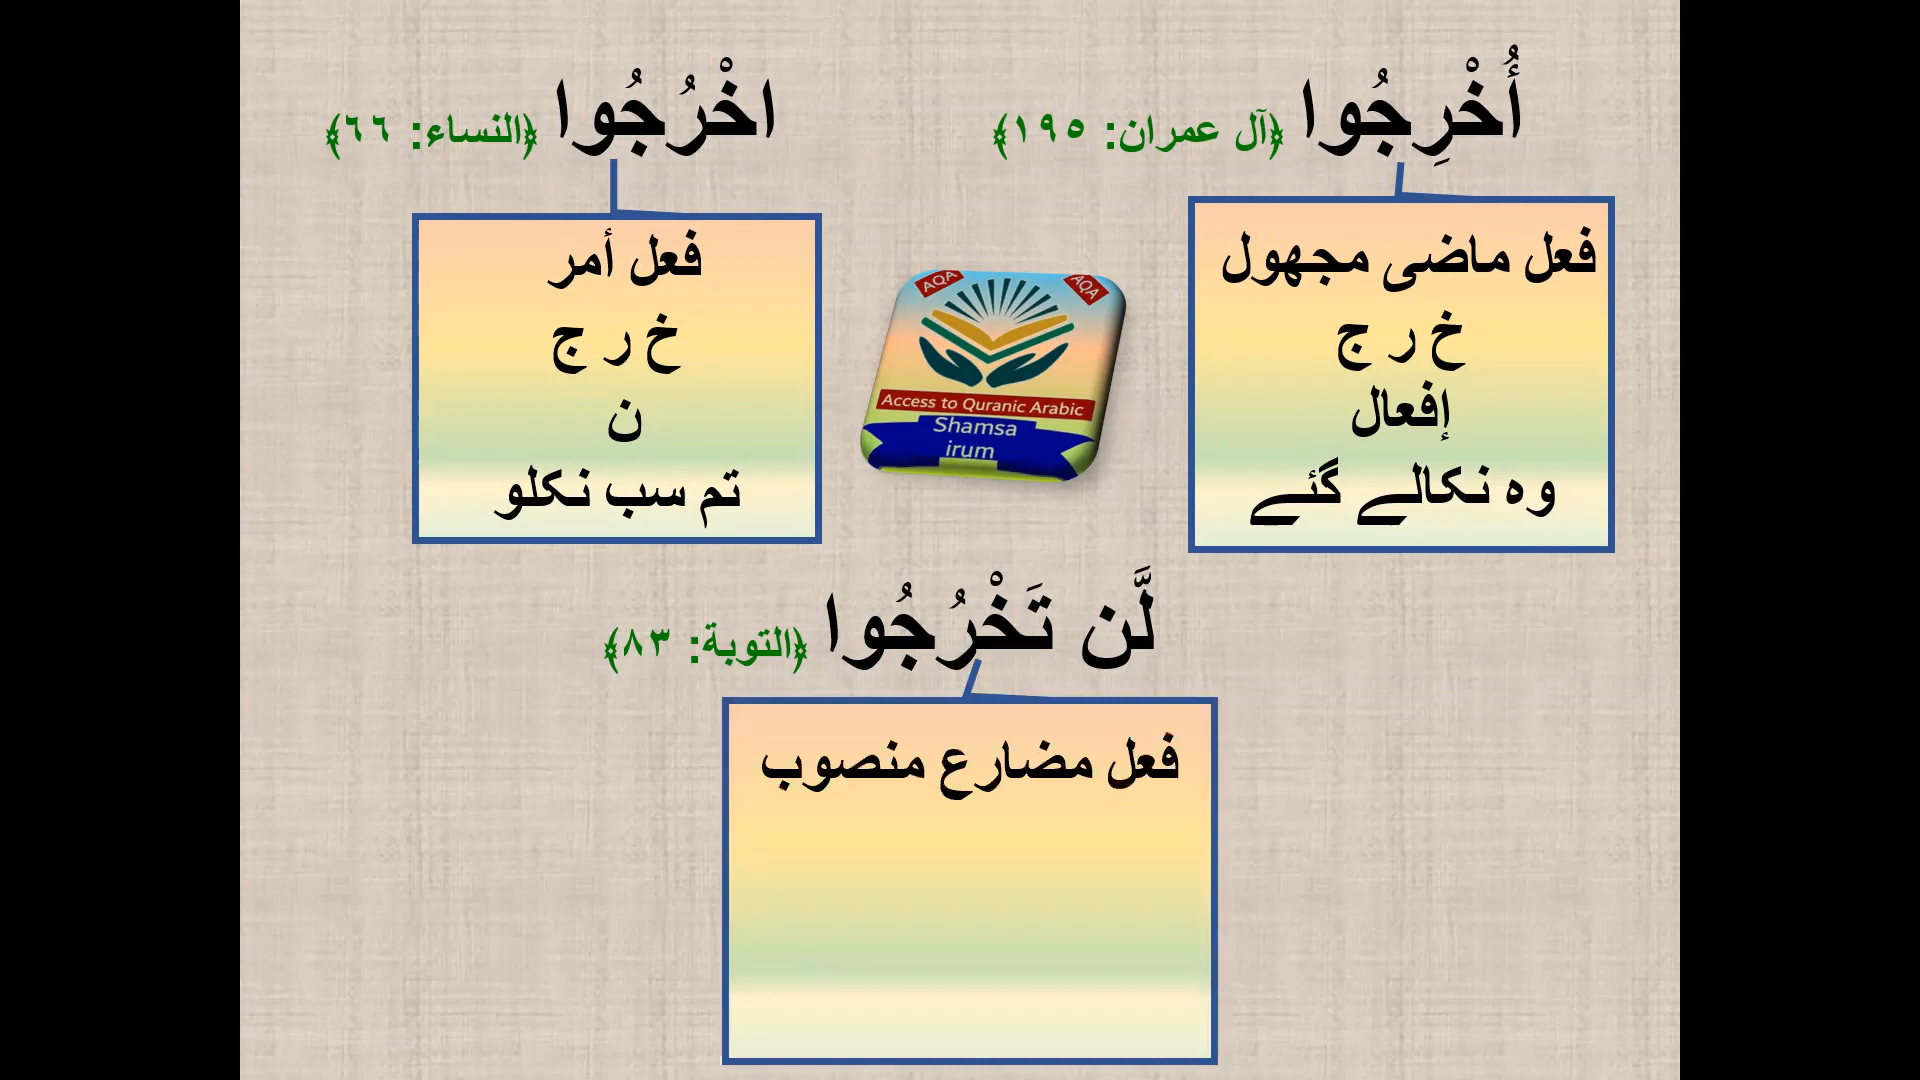 أُخْرِجُوا ﴿آل عمران: ١٩٥﴾
فعل ماضی مجهول
خ ر ج
إفعال
وہ نکالے گئے
اخْرُجُوا ﴿النساء: ٦٦﴾
فعل أمر
خ ر ج
ن
تم سب نکلو
AQA
AQA
Access to Quranic Arabic
Shamsa
irum
لَّن تَخْرُجُوا ﴿التوبة: ٨٣﴾
فعل مضارع منصوب